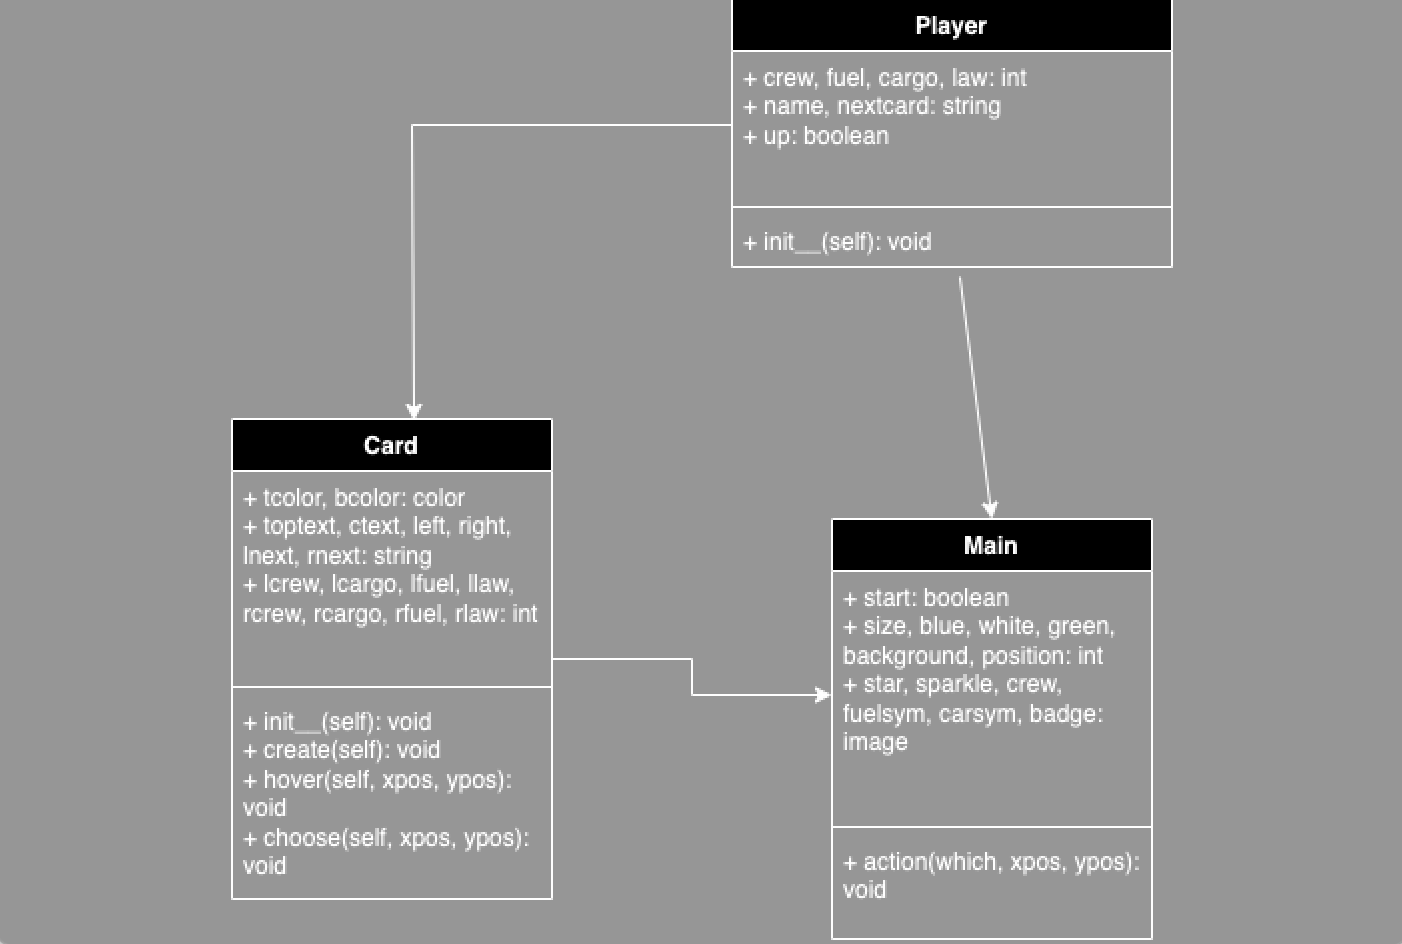 Player
+ crew, fuel, cargo, law: int
+ name, nextcard: string
+ up: boolean
+ init__(self): void
Card
+ tcolor, bcolor: color
+ toptext, ctext, left, right,
lnext, rnext: string
+ lcrew, lcargo, lfuel, llaw,
rcrew, rcargo, rfuel, rlaw: int
+ init__(self): void
+ create(self): void
+ hover(self, xpos, ypos):
void
+ choose(self, xpos, ypos):
void
Main
+ start: boolean
+ size, blue, white, green,
background, position: int
+ star, sparkle, crew,
fuelsym, carsym, badge:
image
+ action(which, xpos, ypos):
void